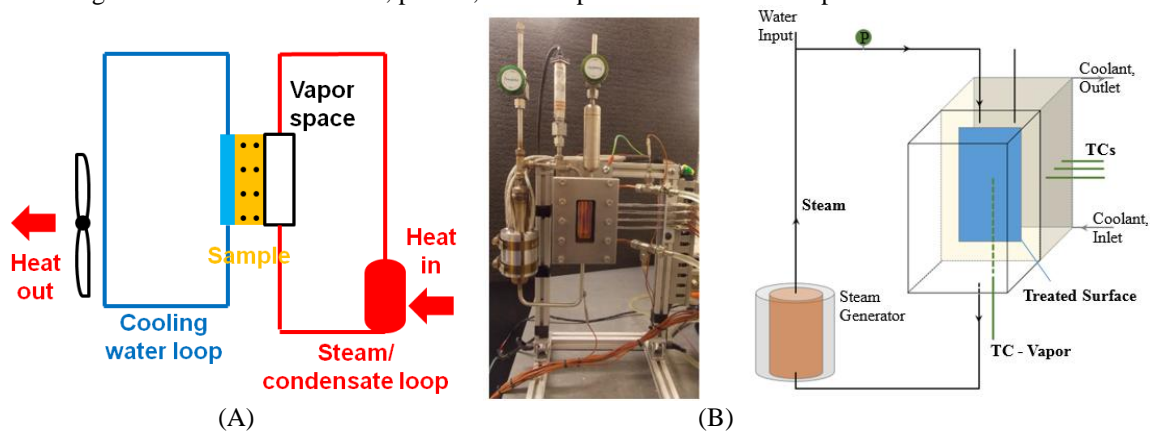 Vapor
space
Heat
in
Sample
Heat
out
Cooling
water loop
Steam/
condensate loop
(A)
Water
Input
P
Coolant,
Outlet
TCs
Steam
Coolant,
Inlet
Steam
Generator
Treated Surface
TC - Vapor
(B)